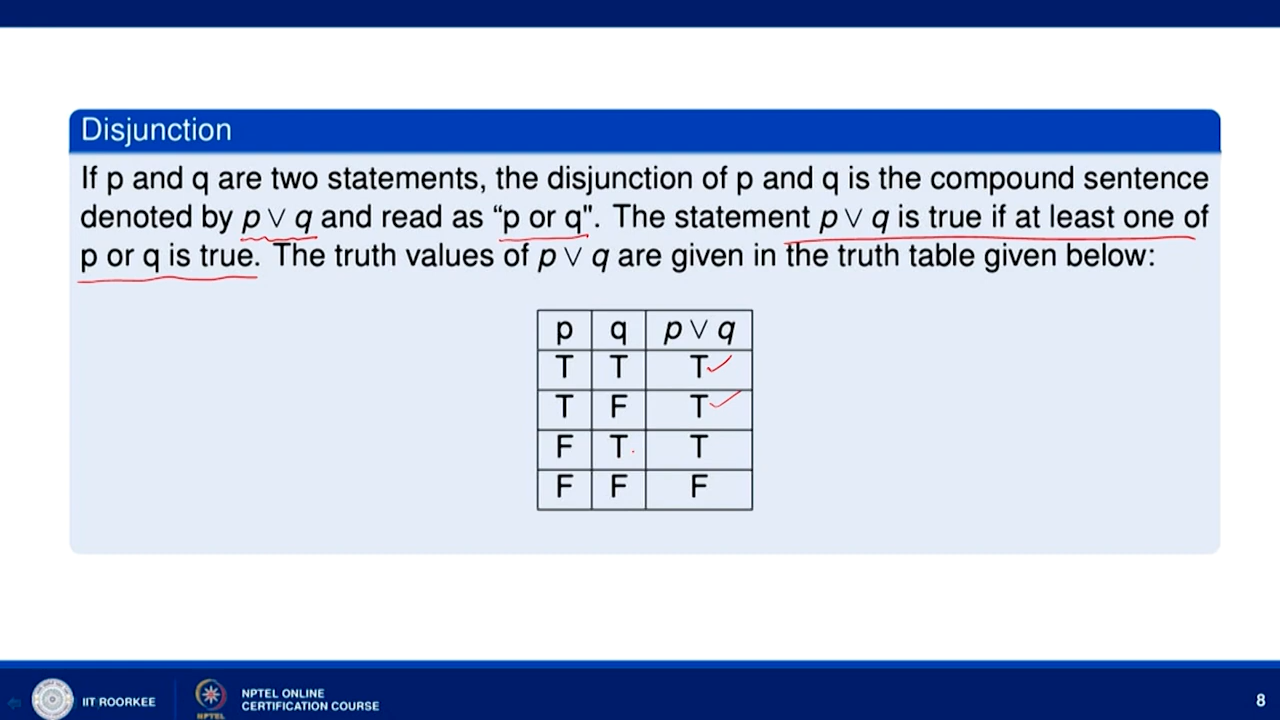 Disjunction
If p and q are two statements, the disjunction of p and q is the compound sentence
denoted by p ∨ q and read as “p or q". The statement p ∨ q is true if at least one of
p or q is true. The truth values of p ∨ q are given in the truth table given below:
p q p ∨ q
T T T
T F T
F T T
F F F
IIT ROORKEE
NPTEL
NPTEL ONLINE
CERTIFICATION COURSE
8